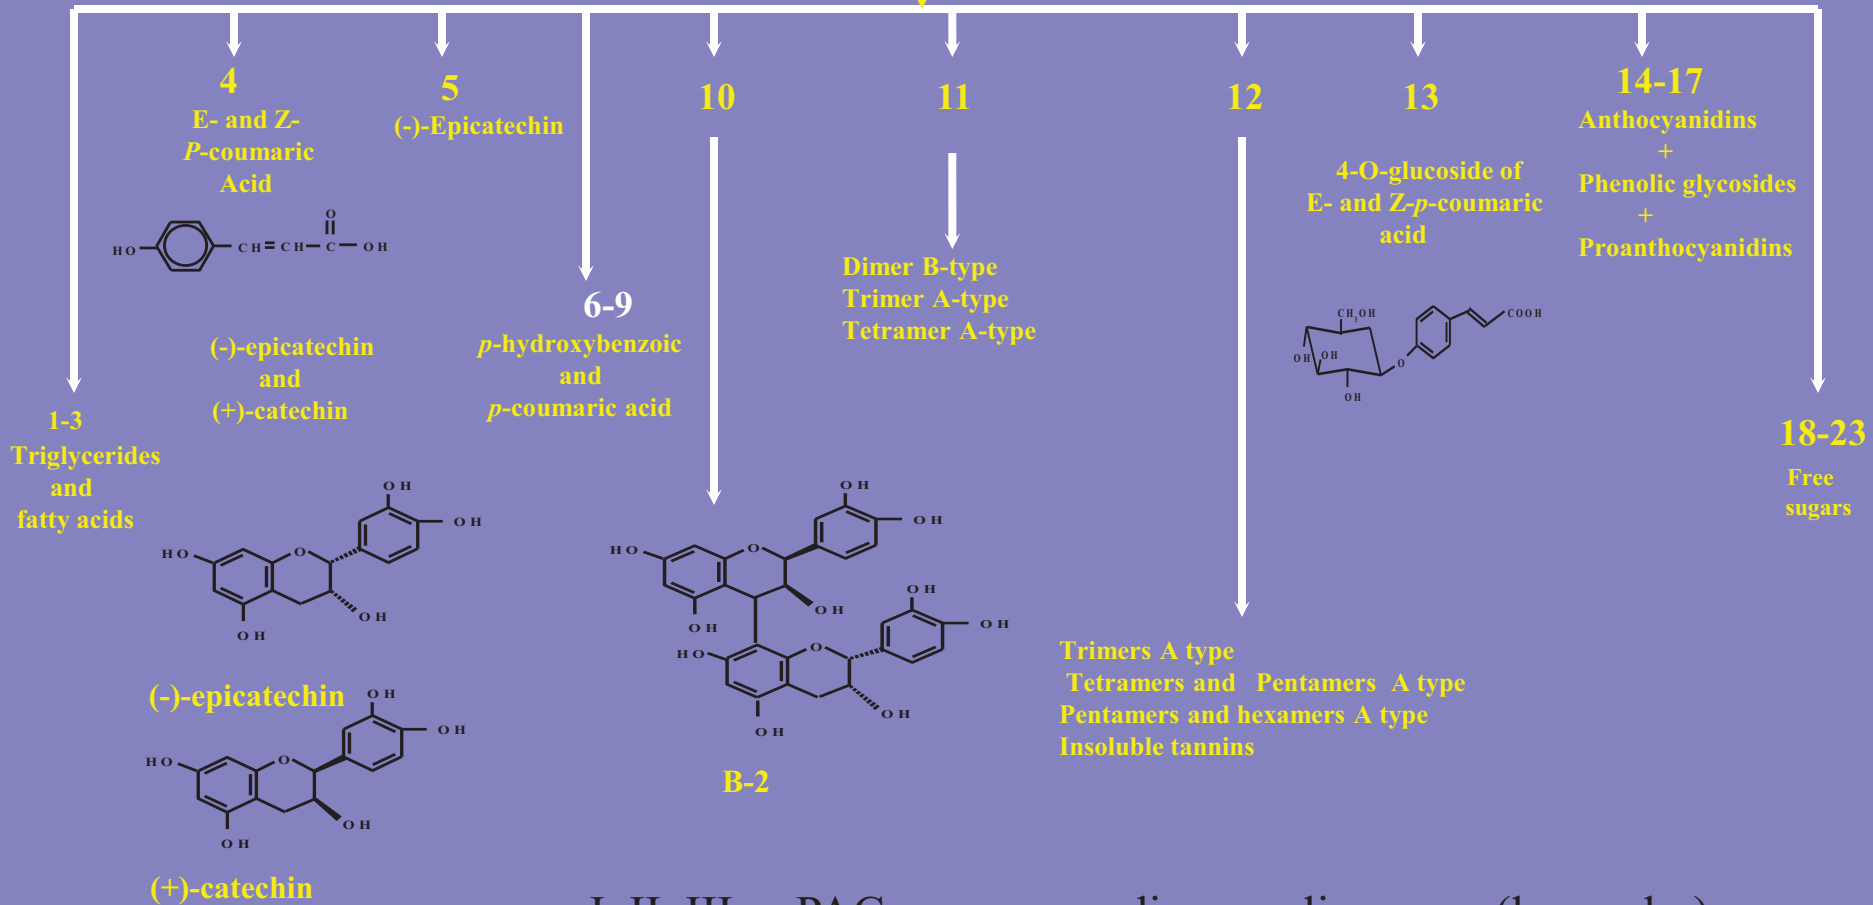 4
E- and Z-
P-coumaric
Acid
HO
CH
CH
C
O
OH
5
(-)-Epicatechin
10
11
12
13
4-O-glucoside of
E- and Z-p-coumaric
acid
14-17
Anthocyanidins
+
Phenolic glycosides
+
Proanthocyanidins
6-9
p-hydroxybenzoic
and
p-coumaric acid
(-)-epicatechin
and
(+)-catechin
Dimer B-type
Trimer A-type
Tetramer A-type
CH3OH
OH
OH
OH
O
COOH
1-3
Triglycerides
and
fatty acids
18-23
Free
sugars
OH
OH
HO
O
OH
OH
(-)-epicatechin
OH
OH
HO
O
OH
OH
(+)-catechin
OH
OH
HO
O
OH
OH
OH
OH
HO
O
OH
OH
B-2
Trimers A type
Tetramers and Pentamers A type
Pentamers and hexamers A type
Insoluble tannins